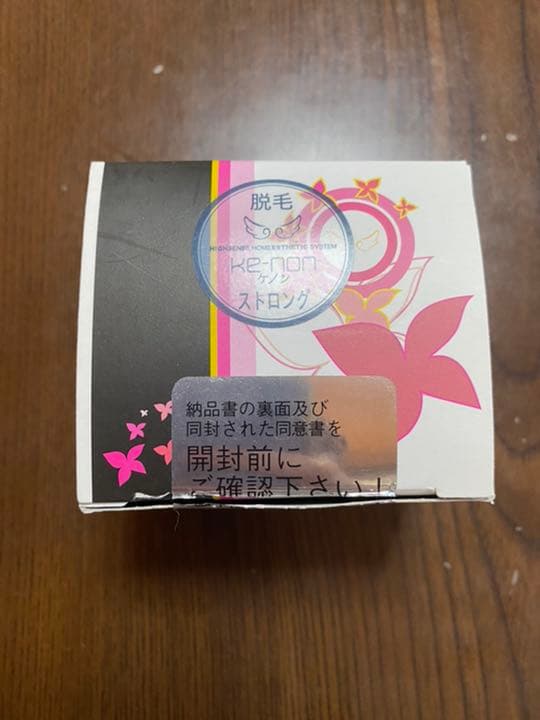 脱毛
HIGHSENSE HOME ESTHETIC SYSTEM
Ke-non
ケノン
ストロング
納品書の裏面及び
同封された同意書を
開封前に
ご確認下さい！